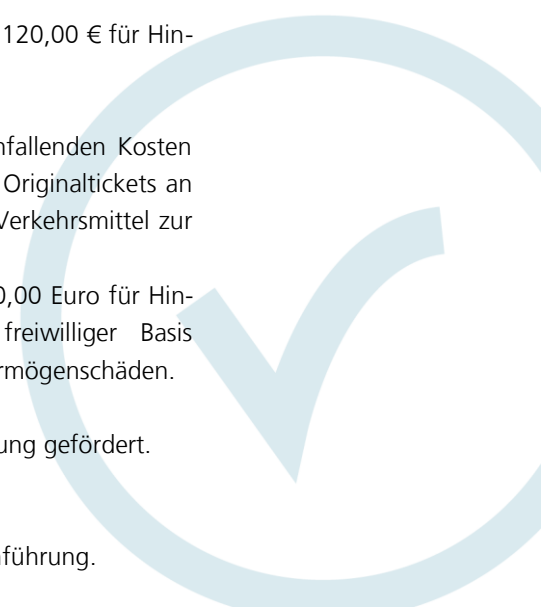 120,00 € für Hin-
nfallenden Kosten
Originaltickets an
Verkehrsmittel zur
0,00 Euro für Hin-
freiwilliger Basis
rmögenschäden.
ung gefördert.
führung.